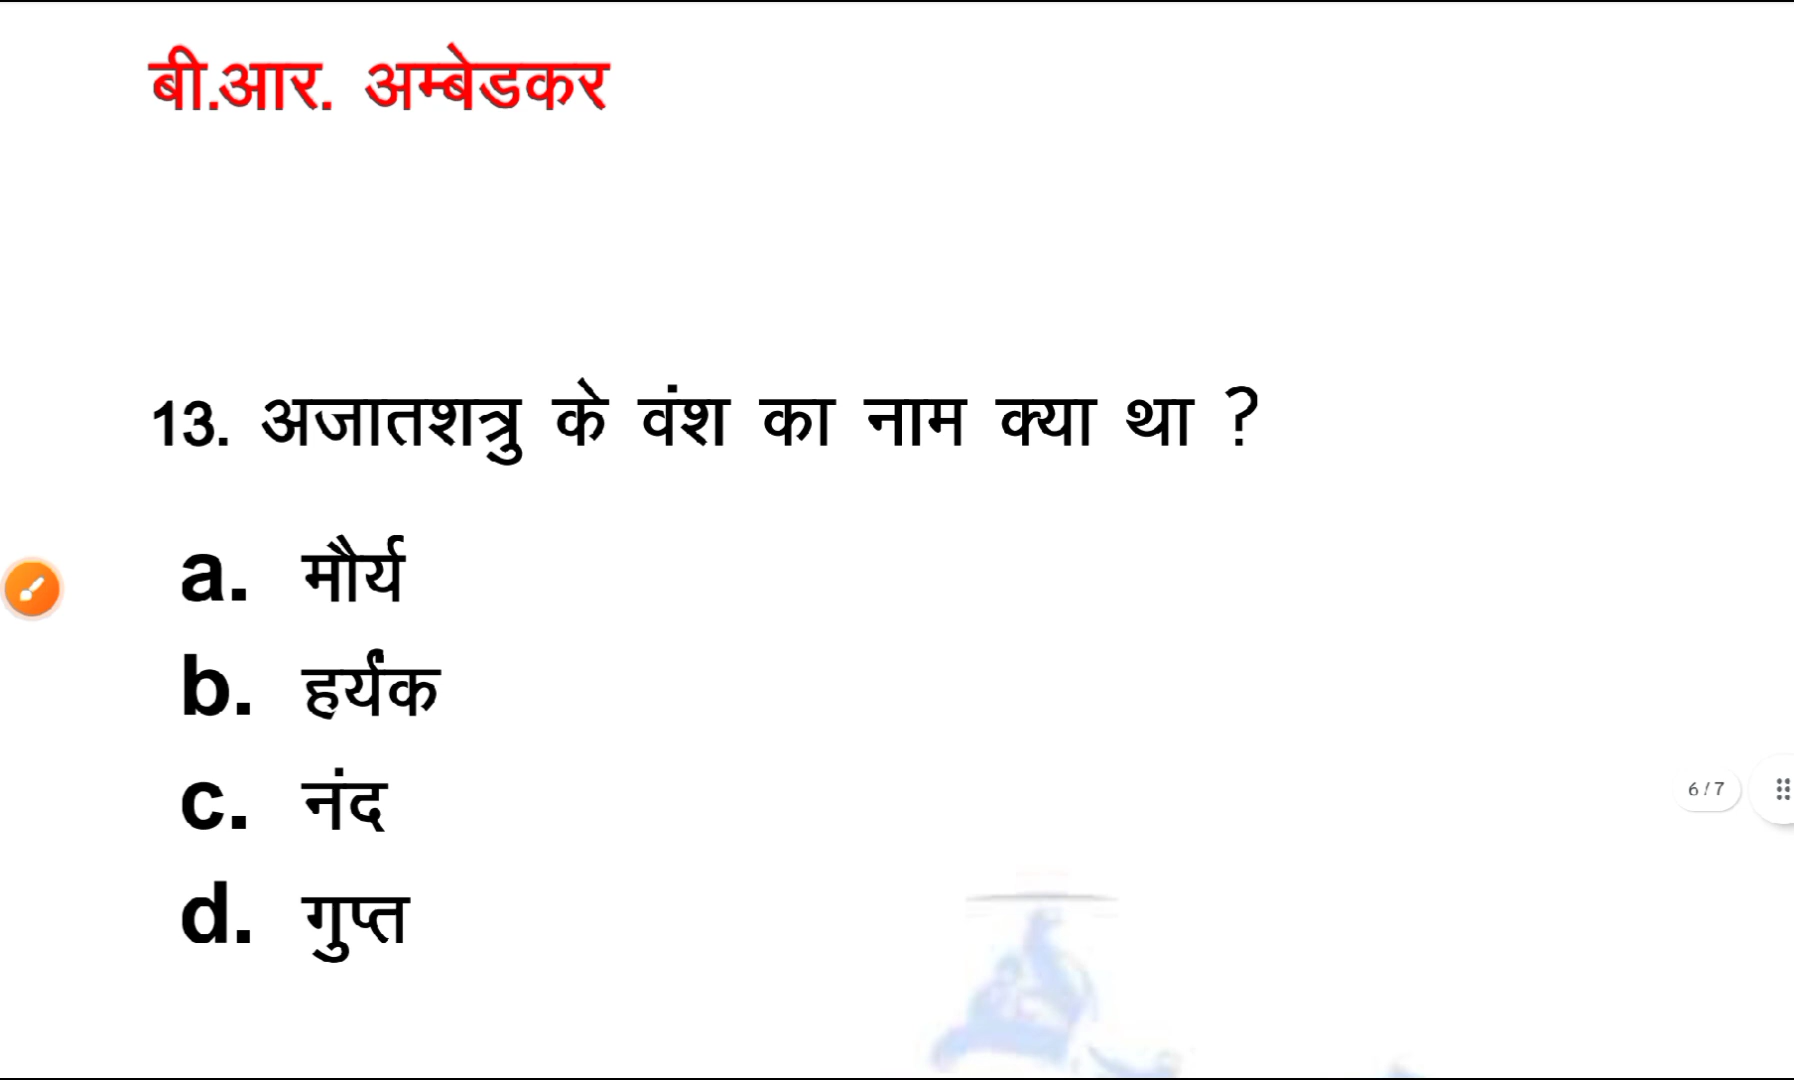 बी.आर. अम्बेडकर
13. अजातशत्रु के वंश का नाम क्या था ?
a. मौर्य
b. हर्यंक
6 / 7
c. नंद
d. गुप्त